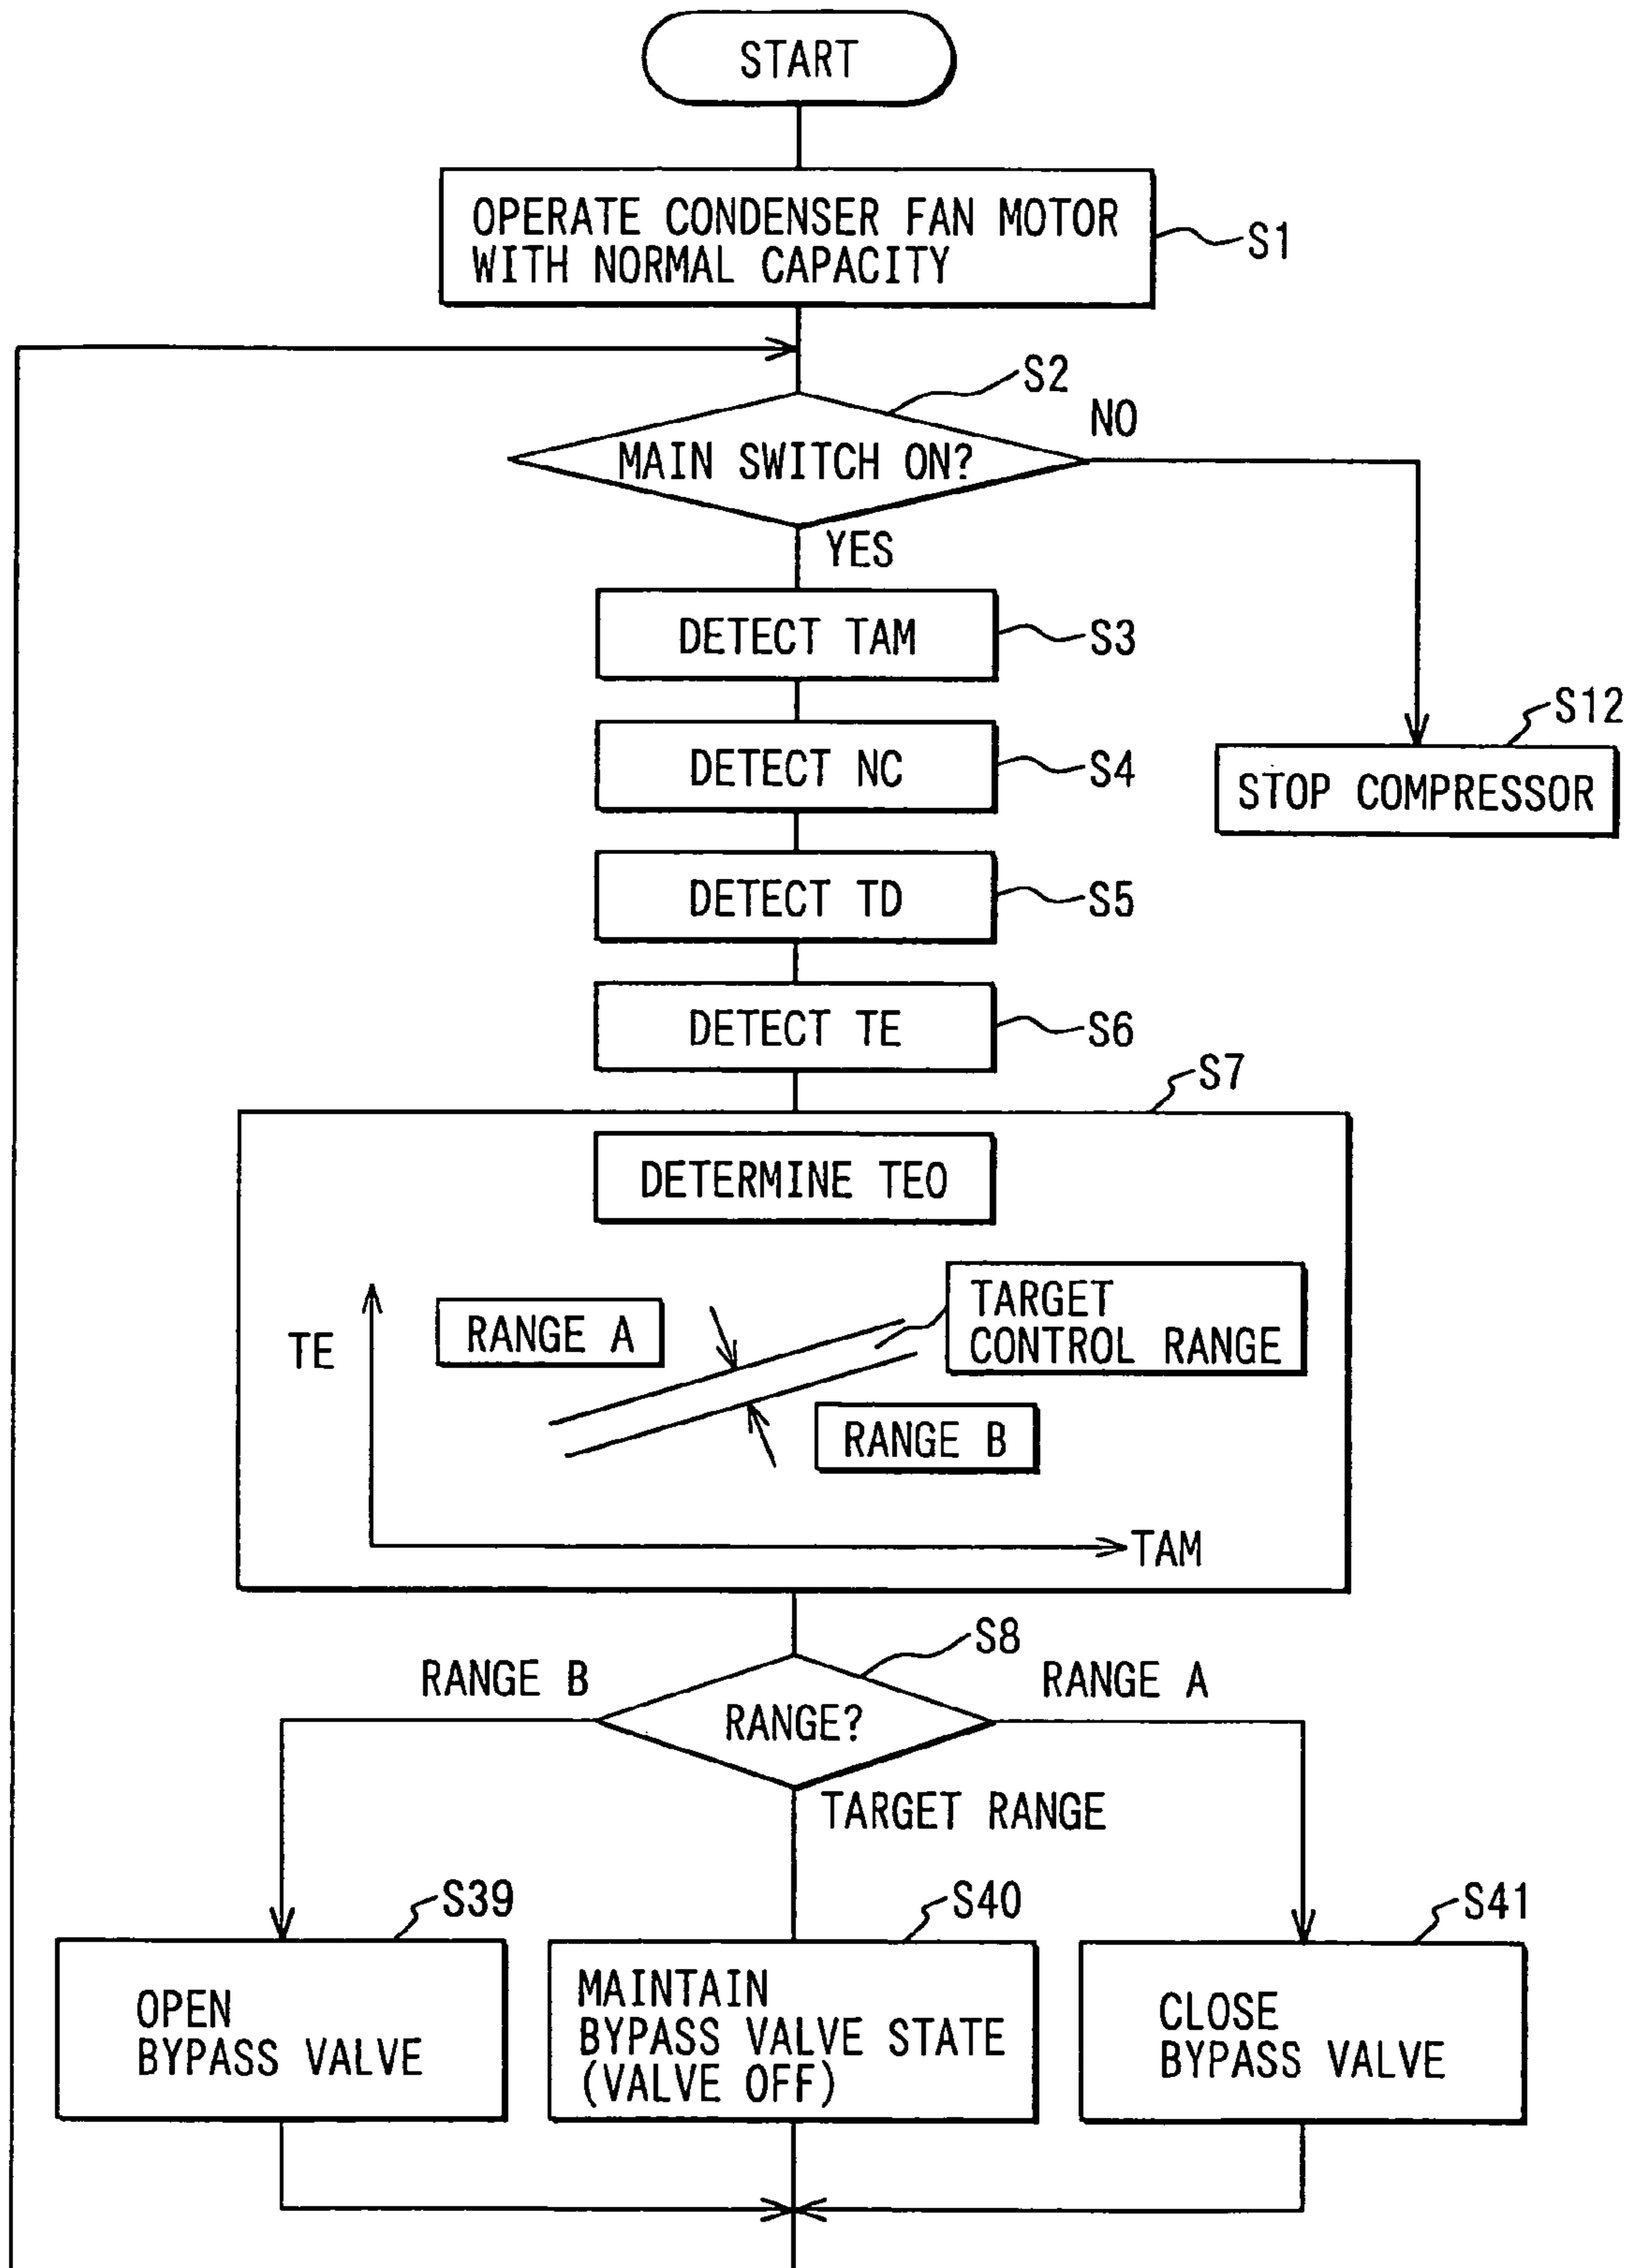 START
OPERATE CONDENSER FAN MOTOR
WITH NORMAL CAPACITY
S1
S2
NO
MAIN SWITCH ON?
YES
DETECT TAM
S3
S12
DETECT NC
S4
STOP COMPRESSOR
DETECT TD
S5
DETECT TE
S6
S7
DETERMINE TEO
TARGET
CONTROL RANGE
RANGE A
TE
RANGE B
TAM
S8
RANGE B
RANGE A
RANGE?
TARGET RANGE
S39
S40
S41
OPEN
BYPASS VALVE
MAINTAIN
BYPASS VALVE STATE
(VALVE OFF)
CLOSE
BYPASS VALVE